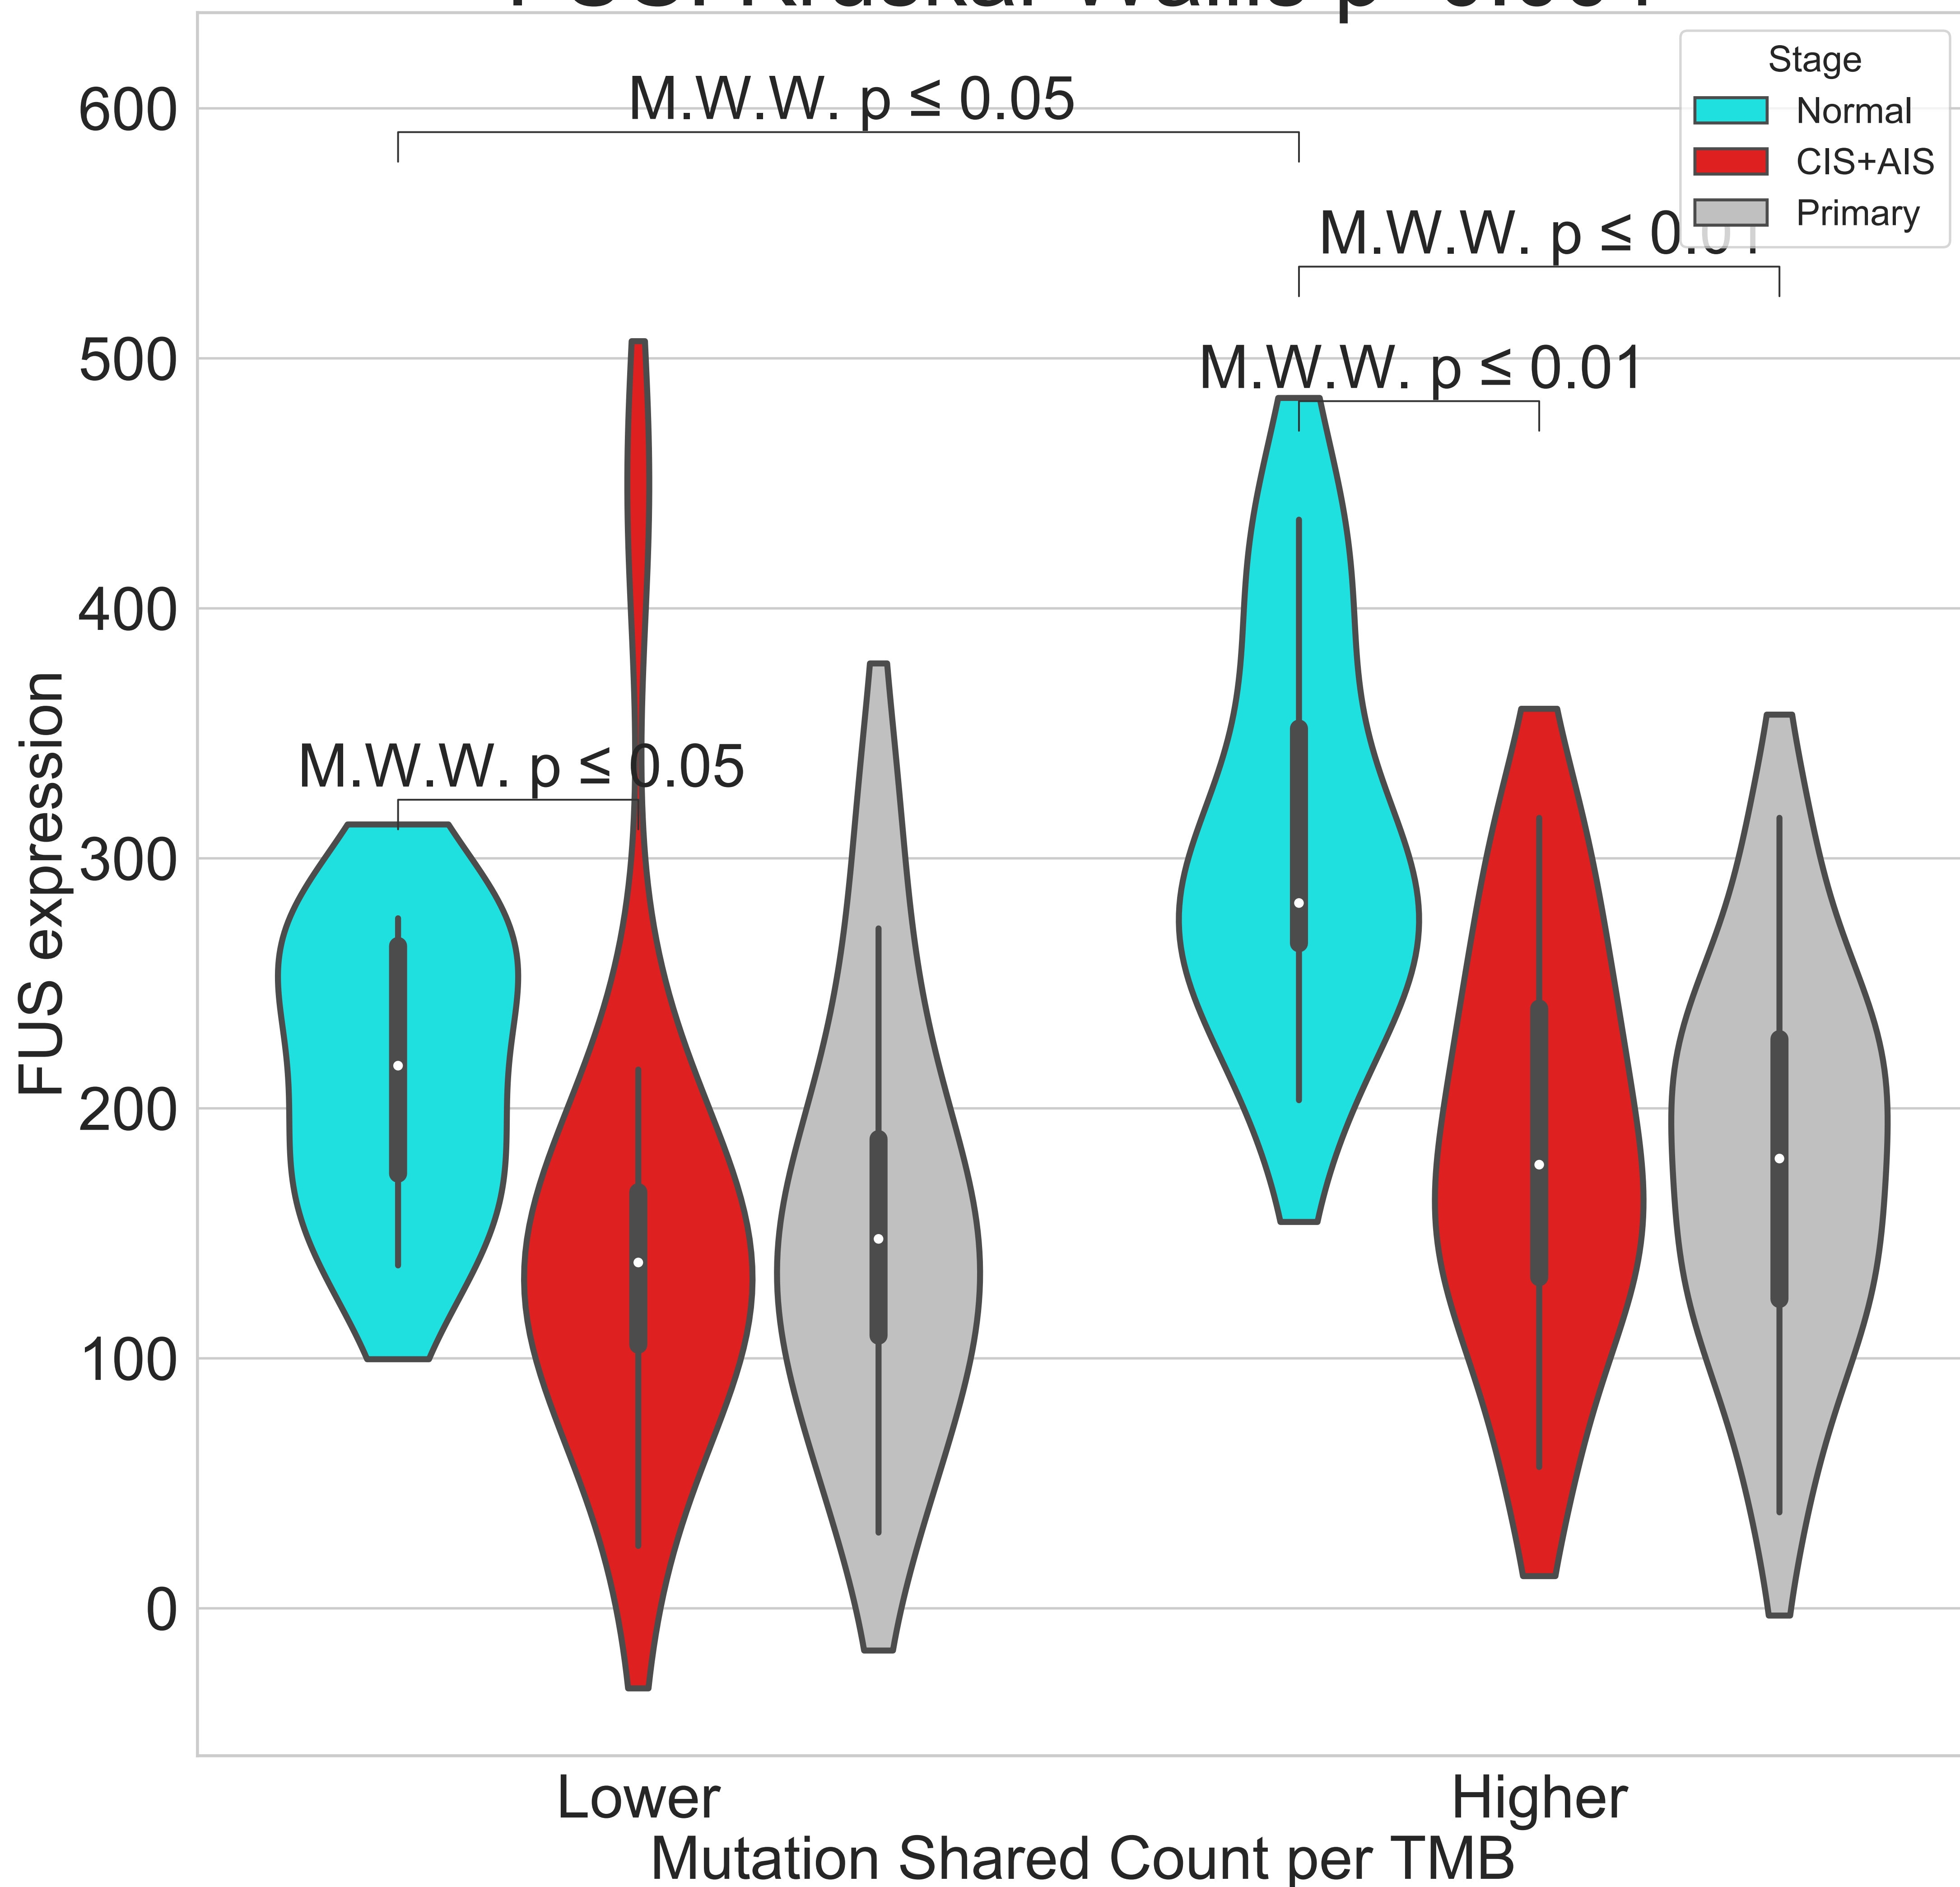 Stage
600
M.W.W. p ≤ 0.05
Normal
CIS+AIS
Primary
M.W.W. p ≤ 0.01
500
M.W.W. p ≤ 0.01
400
M.W.W. p ≤ 0.05
300
FUS expression
200
100
0
Lower
Higher
Mutation Shared Count per TMB